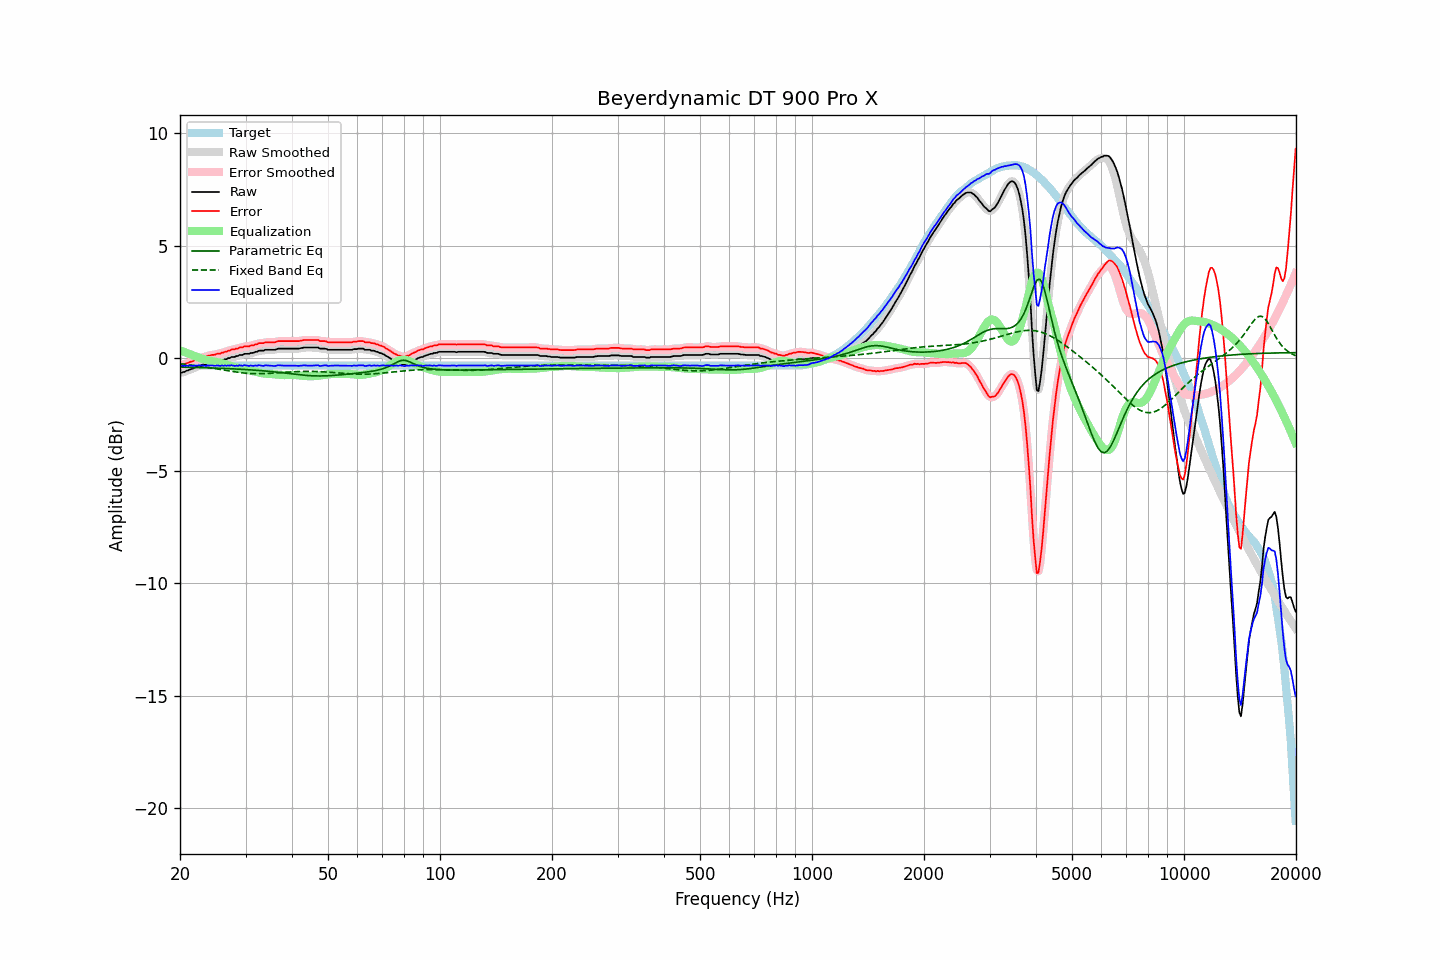 Beyerdynamic DT 900 Pro X
Target
Raw Smoothed
Error Smoothed
Raw
Error
Equalization
Parametric Eq
Fixed Band Eq
Equalized
10
5
0
−5
−10
−15
−20
Amplitude (dBr)
20 50 100 200 500 1000 2000 5000 10000 20000
Frequency (Hz)